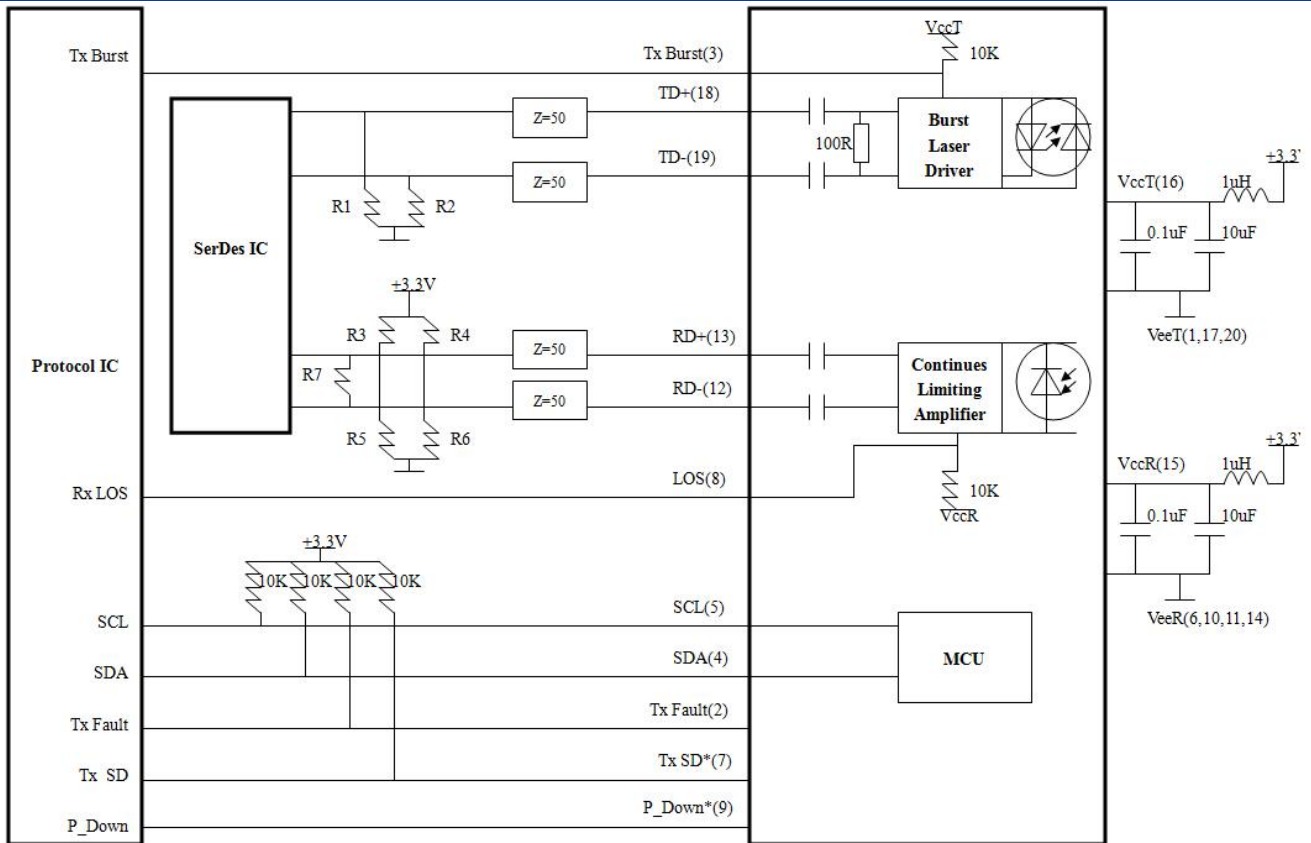 Tx Burst
Tx Burst(3)
VccT
10K
TD+(18)
Z=50
100R
Burst
Laser
Driver
TD-(19)
Z=50
R1
R2
SerDes IC
+3.3V
VccT(16)
1uH
0.1uF
10uF
VeeT(1,17,20)
+3.3V
R3
R4
RD+(13)
Z=50
Protocol IC
R7
RD-(12)
Z=50
Continues
Limiting
Amplifier
R5
R6
LOS(8)
Rx LOS
10K
VccR
+3.3V
VccR(15)
1uH
0.1uF
10uF
VeeR(6,10,11,14)
+3.3V
10K
10K
10K
10K
SCL
SCL(5)
SDA
SDA(4)
MCU
Tx Fault
Tx Fault(2)
Tx SD
Tx SD*(7)
P_Down
P_Down*(9)